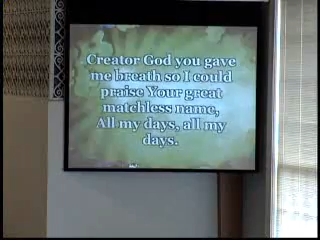 Creator God you gave
me breath so I could
praise Your great
matchless name,
All my days, all my
days.